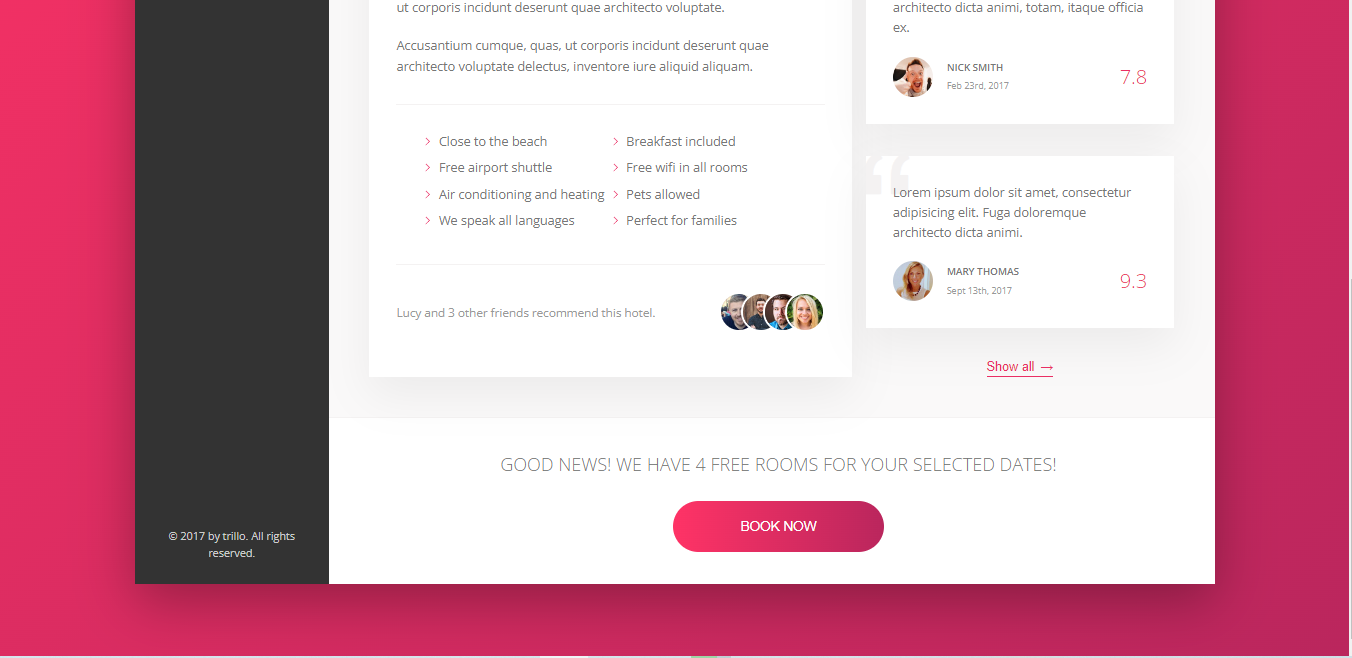 ut corporis incidunt deserunt quae architecto voluptate.
Accusantium cumque, quas, ut corporis incidunt deserunt quae
architecto voluptate delectus, inventore iure aliquid aliquam.
Close to the beach
Breakfast included
Free airport shuttle
Free wifi in all rooms
Air conditioning and heating
Pets allowed
We speak all languages
Perfect for families
Lucy and 3 other friends recommend this hotel.
architecto dicta animi, totam, itaque officia
ex.
NICK SMITH
Feb 23rd, 2017
7.8
“
Lorem ipsum dolor sit amet, consectetur
adipisicing elit. Fuga doloremque
architecto dicta animi.
MARY THOMAS
Sept 13th, 2017
9.3
Show all →
GOOD NEWS! WE HAVE 4 FREE ROOMS FOR YOUR SELECTED DATES!
BOOK NOW
© 2017 by trillo. All rights
reserved.